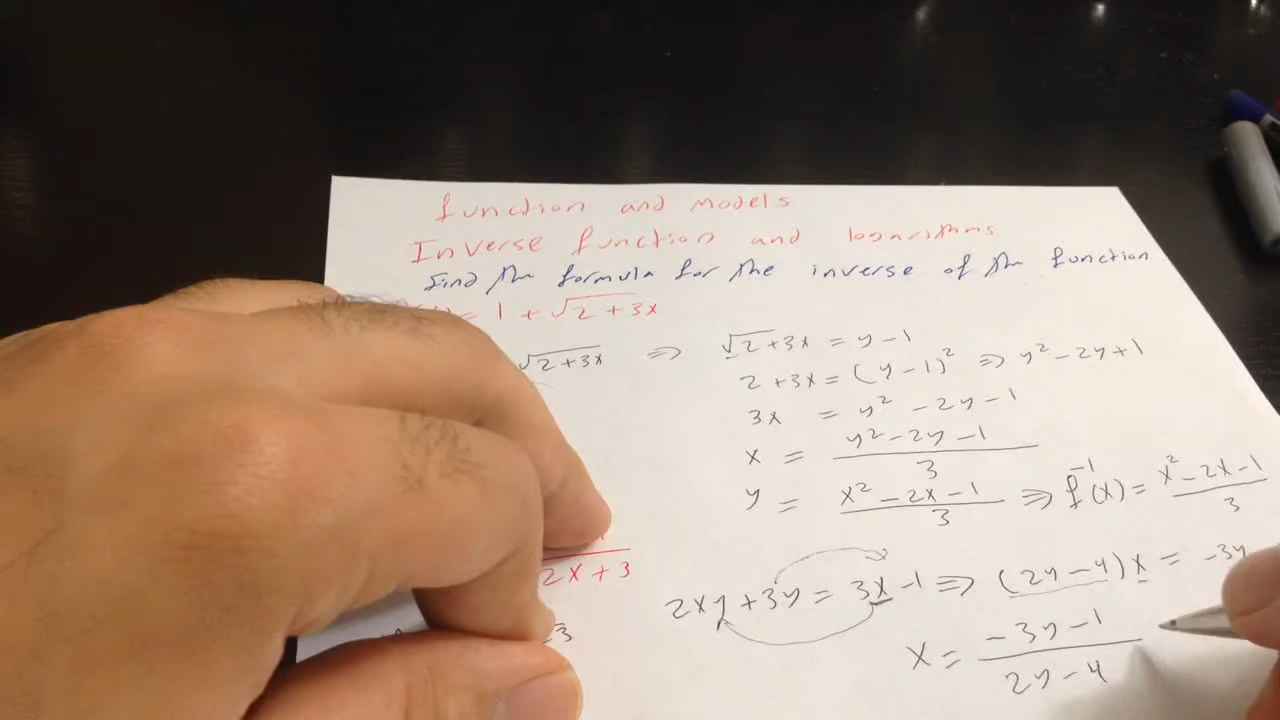 function and models
Inverse function and logarithms
find the formula for the inverse of the function
= 1 + √2+3x
√2+3x ⇒ √2+3x = y-1
2+3x = (y-1)² ⇒ y²-2y+1
3x = y²-2y-1
x = y²-2y-1 / 3
y = x²-2x-1 / 3 ⇒ f⁻¹(x) = x²-2x-1 / 3
2x+3
2xy+3y = 3x-1 ⇒ (2y-4)x = -3y
x = -3y-1 / 2y-4